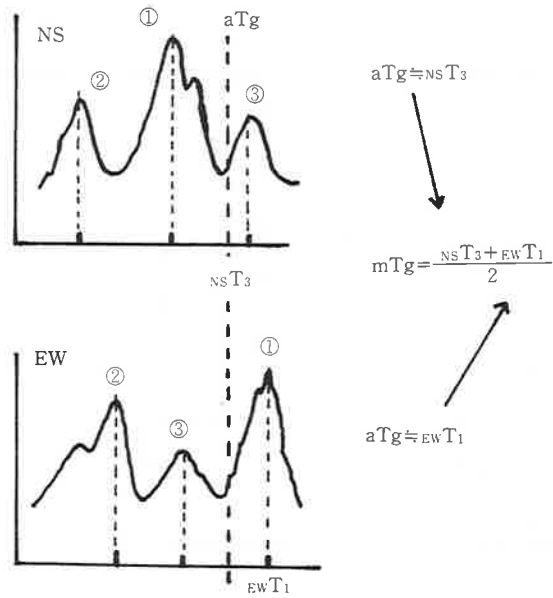 NS
①
②
③
aTg
NST₃
EW
①
②
③
EWT₁
aTg≒NST₃
mTg=NST₃+EWT₁/2
aTg≒EWT₁